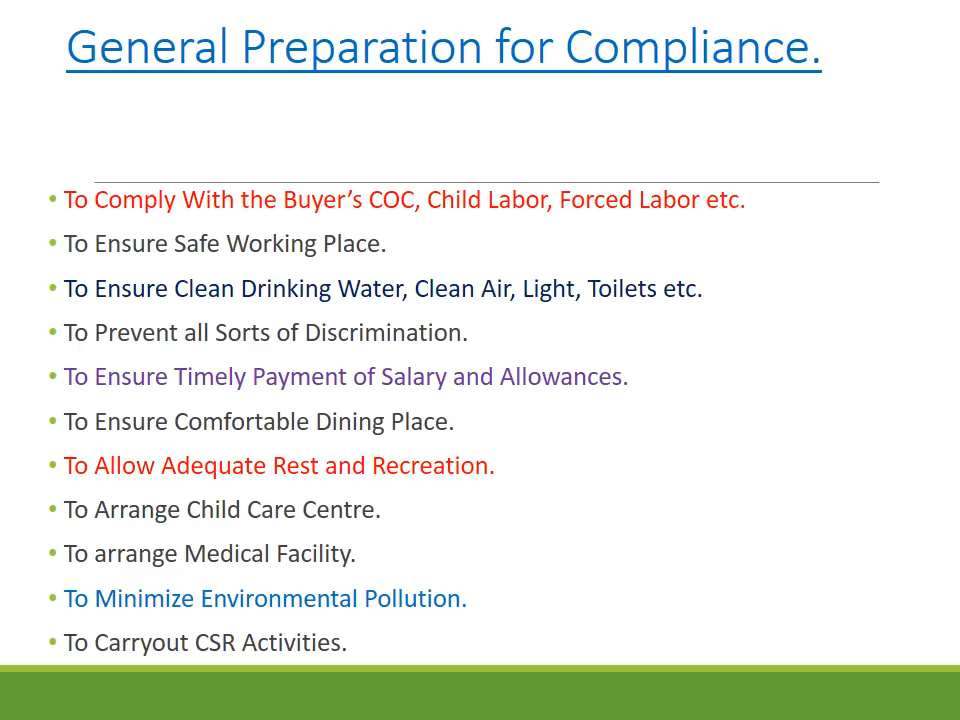 General Preparation for Compliance.
• To Comply With the Buyer’s COC, Child Labor, Forced Labor etc.
• To Ensure Safe Working Place.
• To Ensure Clean Drinking Water, Clean Air, Light, Toilets etc.
• To Prevent all Sorts of Discrimination.
• To Ensure Timely Payment of Salary and Allowances.
• To Ensure Comfortable Dining Place.
• To Allow Adequate Rest and Recreation.
• To Arrange Child Care Centre.
• To arrange Medical Facility.
• To Minimize Environmental Pollution.
• To Carryout CSR Activities.